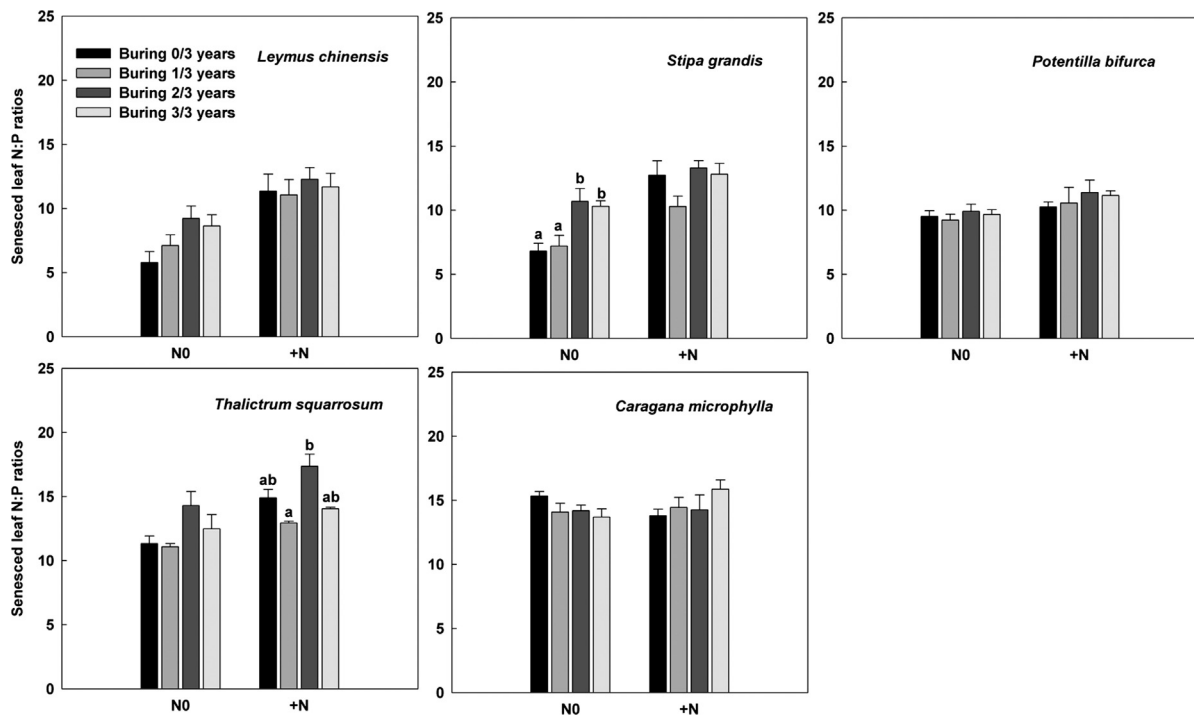 Senesced leaf N:P ratios
25
20
15
10
5
0
Buring 0/3 years
Buring 1/3 years
Buring 2/3 years
Buring 3/3 years
Leymus chinensis
N0
+N
25
20
15
10
5
0
Stipa grandis
a
a
b
b
N0
+N
25
20
15
10
5
0
Potentilla bifurca
N0
+N
Senesced leaf N:P ratios
25
20
15
10
5
0
Thalictrum squarrosum
ab
a
b
ab
N0
+N
25
20
15
10
5
0
Caragana microphylla
N0
+N